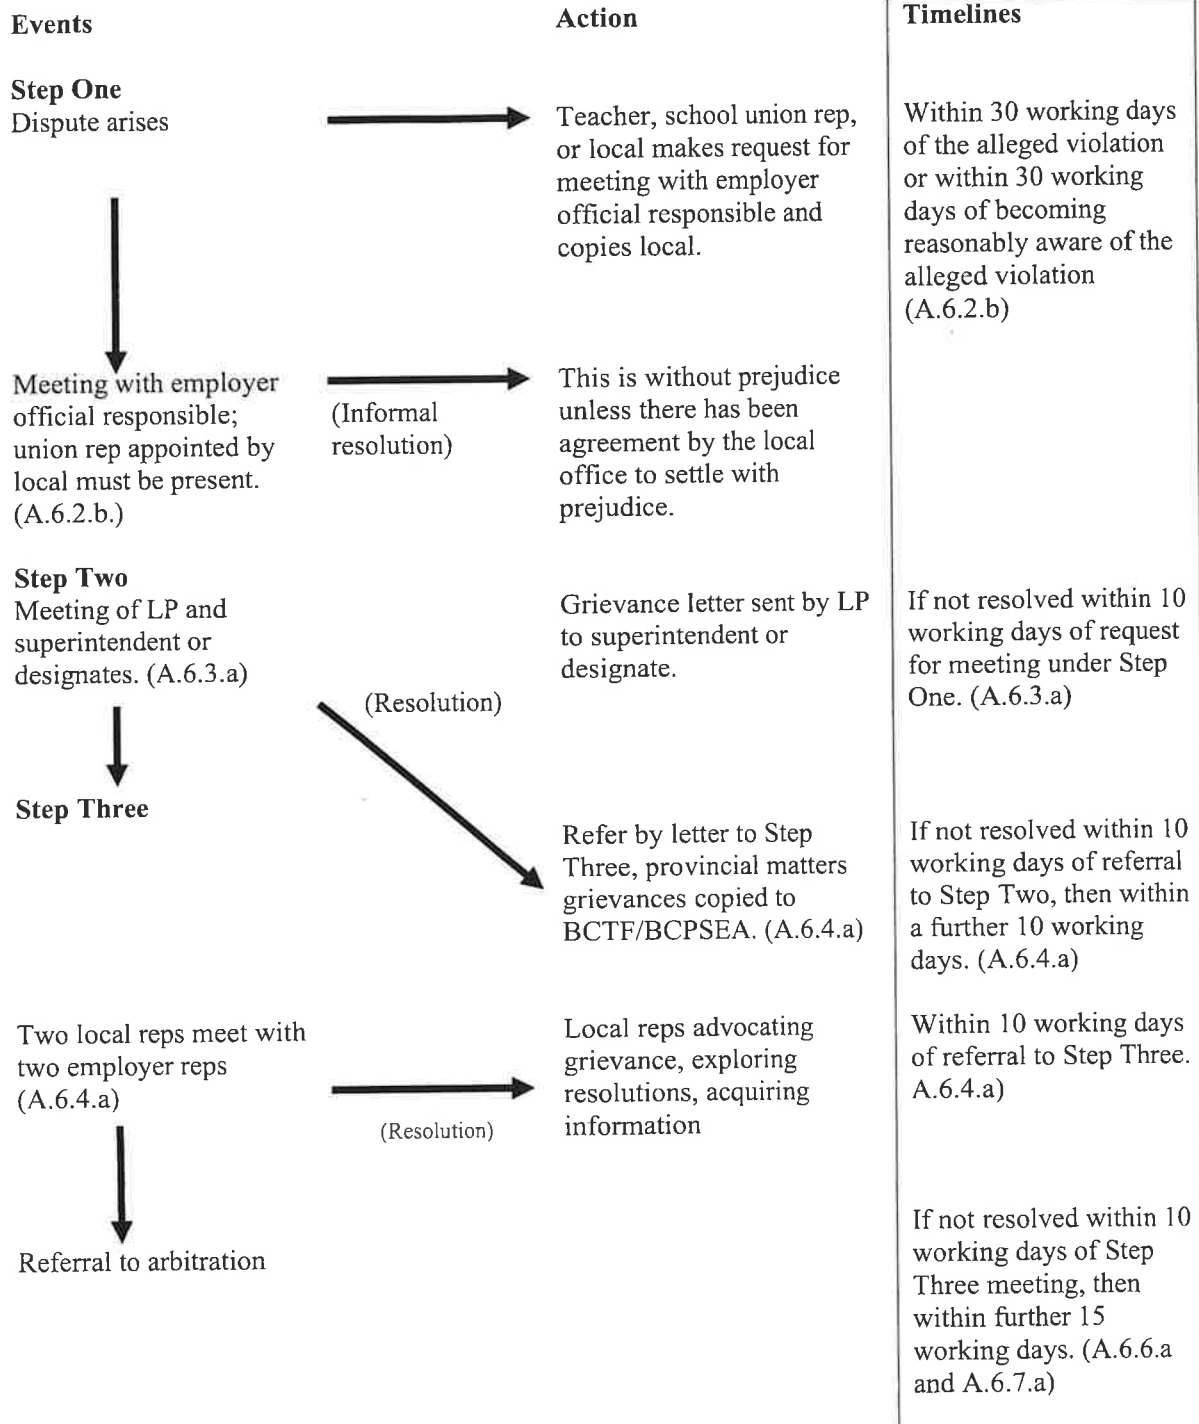 Events
Action
Timelines
Step One
Dispute arises
Teacher, school union rep,
or local makes request for
meeting with employer
official responsible and
copies local.
Within 30 working days
of the alleged violation
or within 30 working
days of becoming
reasonably aware of the
alleged violation
(A.6.2.b)
Meeting with employer
official responsible;
union rep appointed by
local must be present.
(A.6.2.b.)
(Informal
resolution)
This is without prejudice
unless there has been
agreement by the local
office to settle with
prejudice.
Step Two
Meeting of LP and
superintendent or
designates. (A.6.3.a)
(Resolution)
Grievance letter sent by LP
to superintendent or
designate.
If not resolved within 10
working days of request
for meeting under Step
One. (A.6.3.a)
Step Three
Refer by letter to Step
Three, provincial matters
grievances copied to
BCTF/BCPSEA. (A.6.4.a)
If not resolved within 10
working days of referral
to Step Two, then within
a further 10 working
days. (A.6.4.a)
Two local reps meet with
two employer reps
(A.6.4.a)
(Resolution)
Local reps advocating
grievance, exploring
resolutions, acquiring
information
Within 10 working days
of referral to Step Three.
A.6.4.a)
Referral to arbitration
If not resolved within 10
working days of Step
Three meeting, then
within further 15
working days. (A.6.6.a
and A.6.7.a)